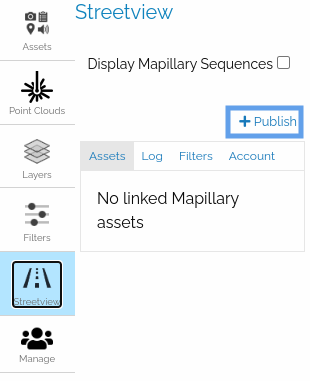 Streetview
Assets
Display Mapillary Sequences
Point Clouds
+ Publish
Assets Log Filters Account
Layers
No linked Mapillary
assets
Filters
Streetview
Manage